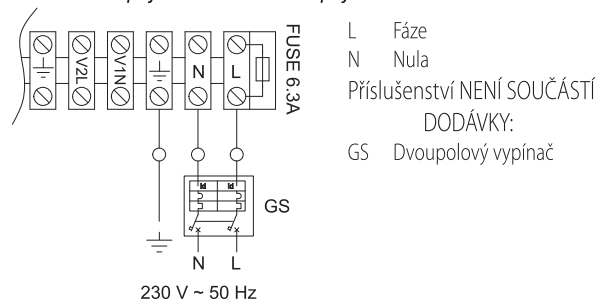 V2L
V1N
N
L
FUSE 6.3A
GS
N L
230 V ~ 50 Hz
L Fáze
N Nula
Příslušenství NENÍ SOUČÁSTÍ
DODÁVKY:
GS Dvoupolový vypínač